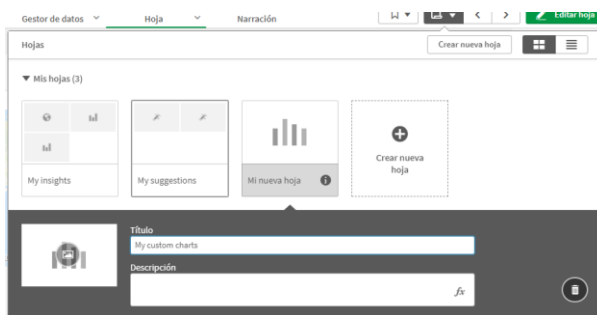 Gestor de datos Hoja Narración Editar hoja
Hojas Crear nueva hoja
Mis hojas (3)
Crear nueva
hoja
My insights My suggestions Mi nueva hoja
Título
My custom charts
Descripción
fx